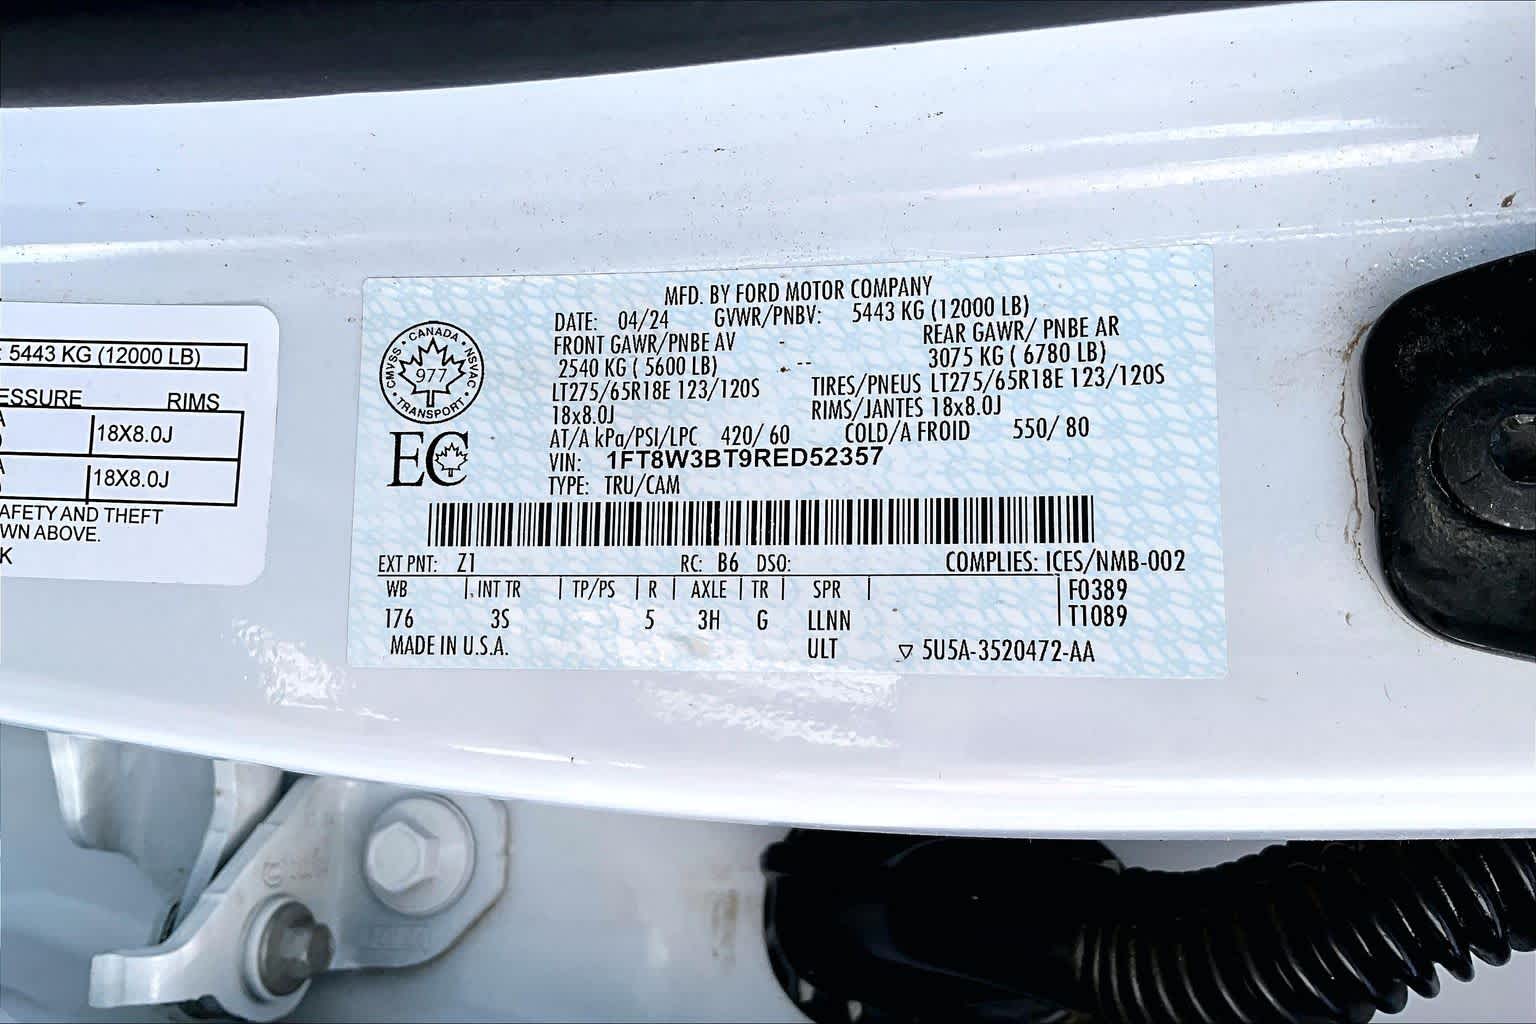 : 5443 KG (12000 LB)
ESSURE RIMS
A 18X8.0J
A 18X8.0J
AFETY AND THEFT
WN ABOVE.
K
MFD. BY FORD MOTOR COMPANY
DATE: 04/24 GVWR/PNBV: 5443 KG (12000 LB)
FRONT GAWR/PNBE AV - REAR GAWR/ PNBE AR
2540 KG ( 5600 LB) -- 3075 KG ( 6780 LB)
LT275/65R18E 123/120S TIRES/PNEUS LT275/65R18E 123/120S
18x8.0J RIMS/JANTES 18x8.0J
AT/A kPa/PSI/LPC 420/ 60 COLD/A FROID 550/ 80
VIN: 1FT8W3BT9RED52357
TYPE: TRU/CAM
CANADA
CMVSS • NSVAC
977
TRANSPORT
EC
EXT PNT: Z1 RC: B6 DSO: COMPLIES: ICES/NMB-002
WB | INT TR | TP/PS | R | AXLE | TR | SPR | F0389
176 3S 5 3H G LLNN T1089
MADE IN U.S.A. ULT ▽ 5U5A-3520472-AA